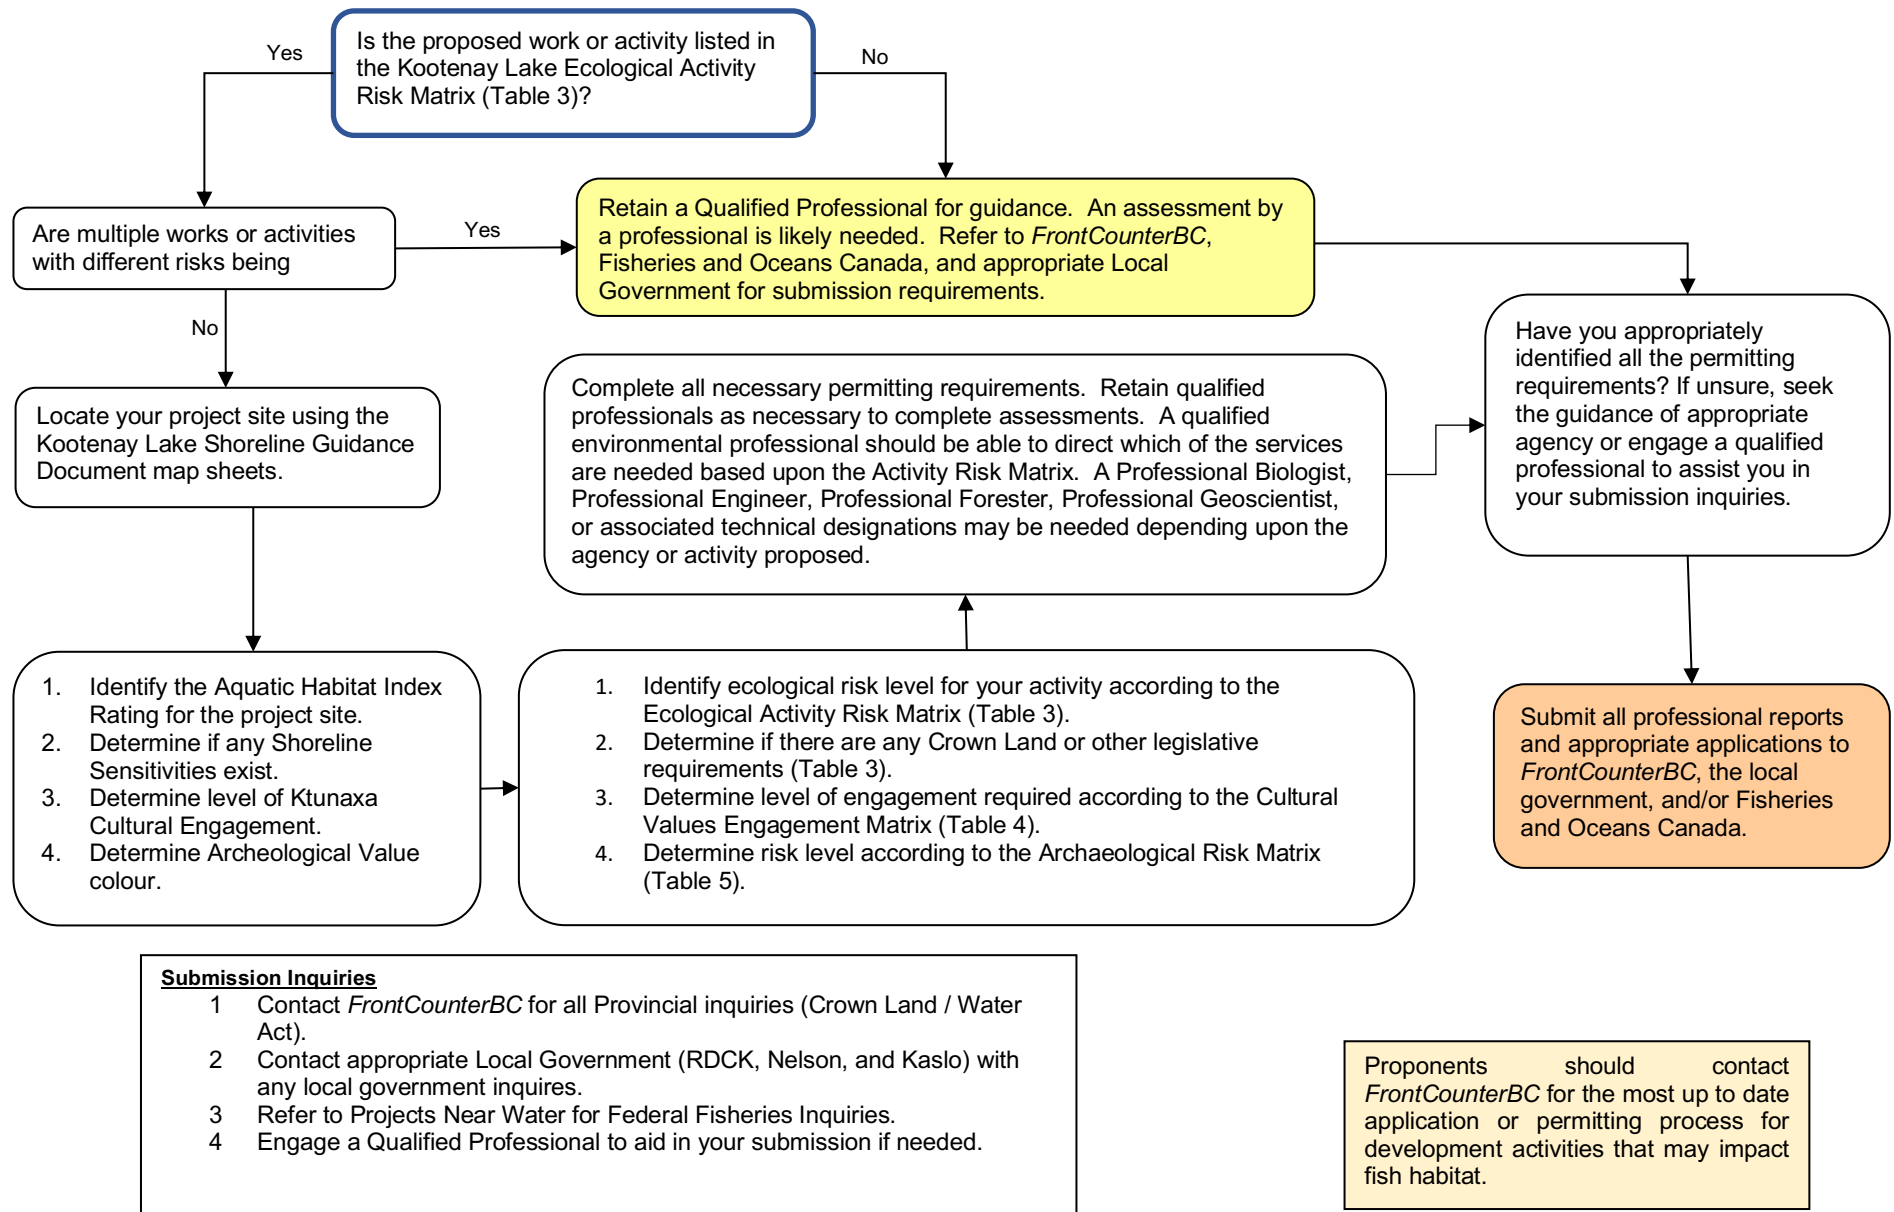 Is the proposed work or activity listed in
the Kootenay Lake Ecological Activity
Risk Matrix (Table 3)?
Yes
No
Are multiple works or activities
with different risks being
Yes
No
Retain a Qualified Professional for guidance.  An assessment by
a professional is likely needed.  Refer to FrontCounterBC,
Fisheries and Oceans Canada, and appropriate Local
Government for submission requirements.
Locate your project site using the
Kootenay Lake Shoreline Guidance
Document map sheets.
Complete all necessary permitting requirements.  Retain qualified
professionals as necessary to complete assessments.  A qualified
environmental professional should be able to direct which of the services
are needed based upon the Activity Risk Matrix.  A Professional Biologist,
Professional Engineer, Professional Forester, Professional Geoscientist,
or associated technical designations may be needed depending upon the
agency or activity proposed.
Have you appropriately
identified all the permitting
requirements? If unsure, seek
the guidance of appropriate
agency or engage a qualified
professional to assist you in
your submission inquiries.
1. Identify the Aquatic Habitat Index
Rating for the project site.
2. Determine if any Shoreline
Sensitivities exist.
3. Determine level of Ktunaxa
Cultural Engagement.
4. Determine Archeological Value
colour.
1. Identify ecological risk level for your activity according to the
Ecological Activity Risk Matrix (Table 3).
2. Determine if there are any Crown Land or other legislative
requirements (Table 3).
3. Determine level of engagement required according to the Cultural
Values Engagement Matrix (Table 4).
4. Determine risk level according to the Archaeological Risk Matrix
(Table 5).
Submit all professional reports
and appropriate applications to
FrontCounterBC, the local
government, and/or Fisheries
and Oceans Canada.
Submission Inquiries
1 Contact FrontCounterBC for all Provincial inquiries (Crown Land / Water
Act).
2 Contact appropriate Local Government (RDCK, Nelson, and Kaslo) with
any local government inquires.
3 Refer to Projects Near Water for Federal Fisheries Inquiries.
4 Engage a Qualified Professional to aid in your submission if needed.
Proponents should contact
FrontCounterBC for the most up to date
application or permitting process for
development activities that may impact
fish habitat.